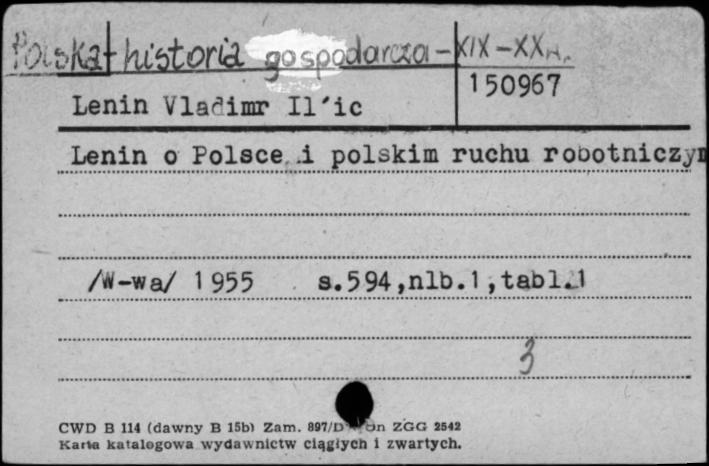 Polska - historia gospodarcza - XIX - XX w.
150967
Lenin Vladimr Il'ic
Lenin o Polsce i polskim ruchu robotniczym
/W-wa/ 1955 s.594,nlb.1,tabl.1
3
CWD B 114 (dawny B 15b) Zam. 897/D ZGG 2542
Karta katalogowa wydawnictw ciągłych i zwartych.